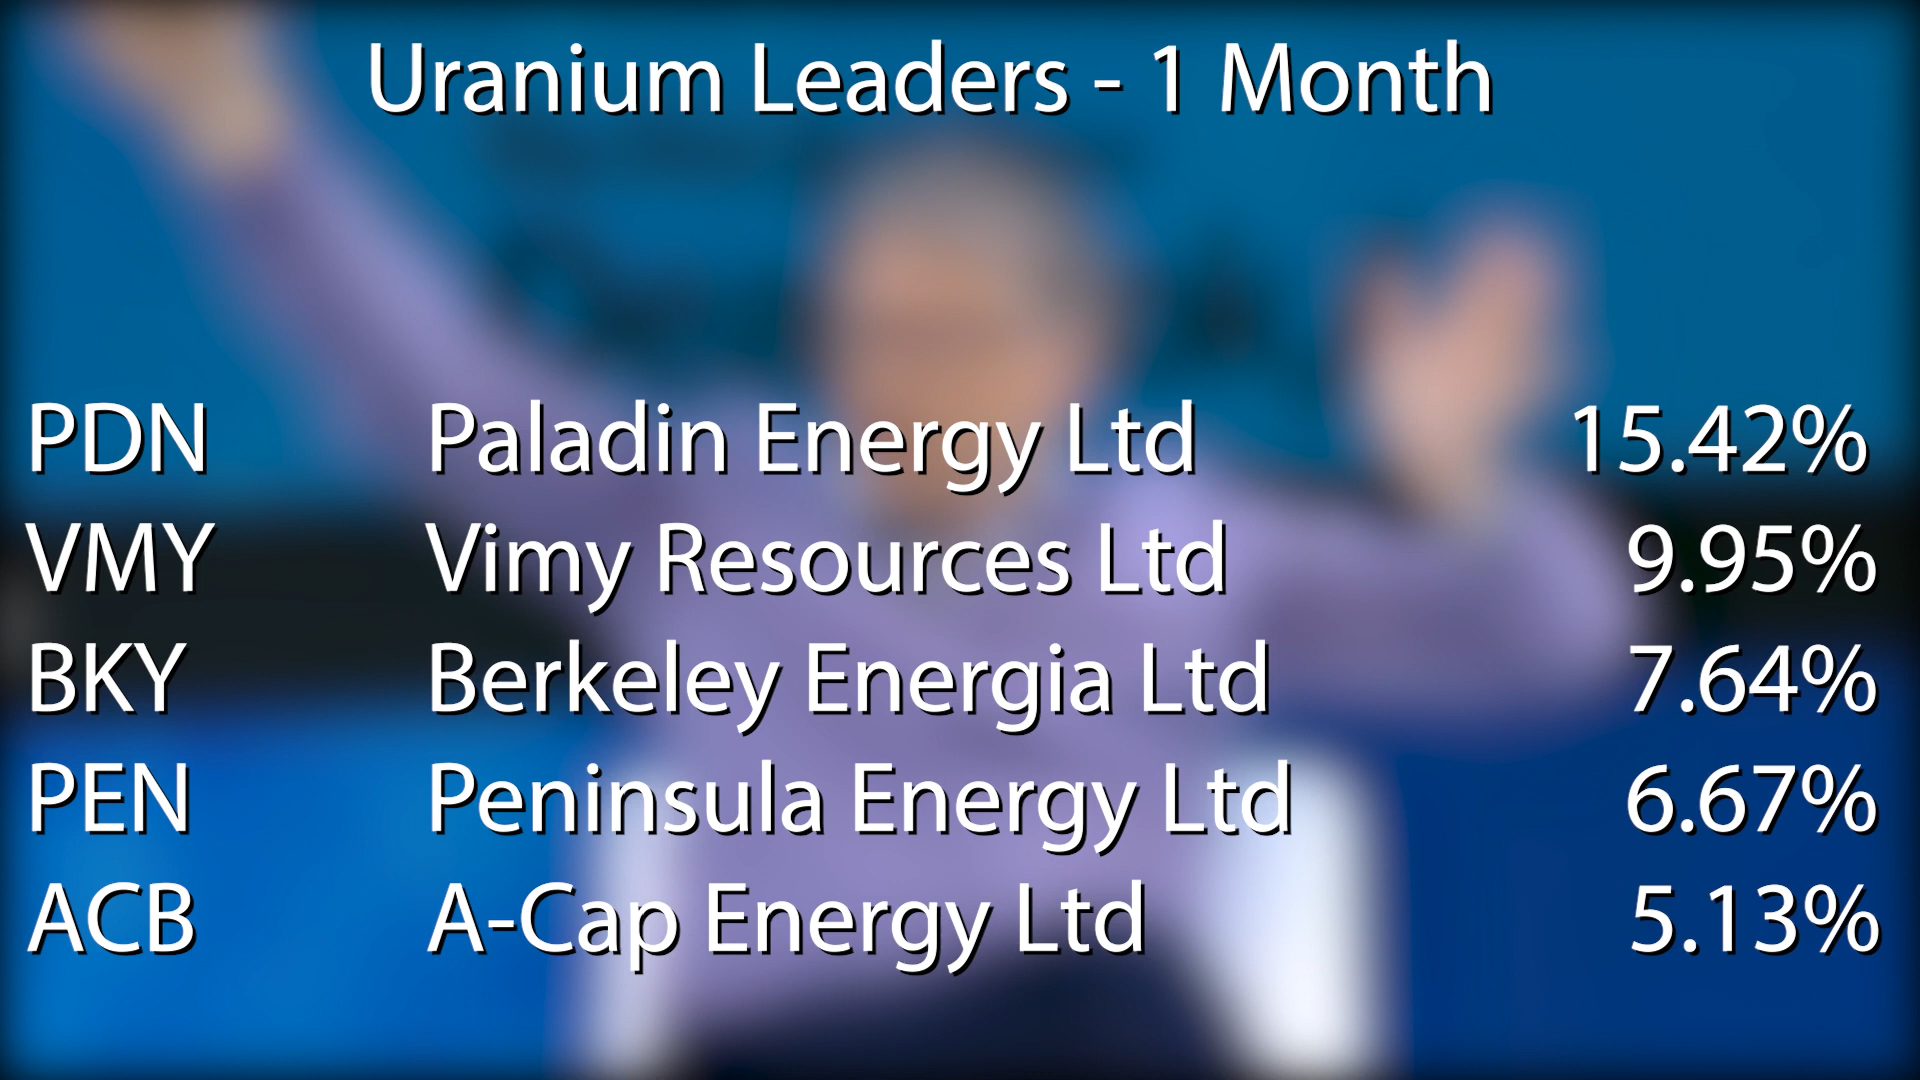 Uranium Leaders - 1 Month
PDN Paladin Energy Ltd 15.42%
VMY Vimy Resources Ltd 9.95%
BKY Berkeley Energia Ltd 7.64%
PEN Peninsula Energy Ltd 6.67%
ACB A-Cap Energy Ltd 5.13%